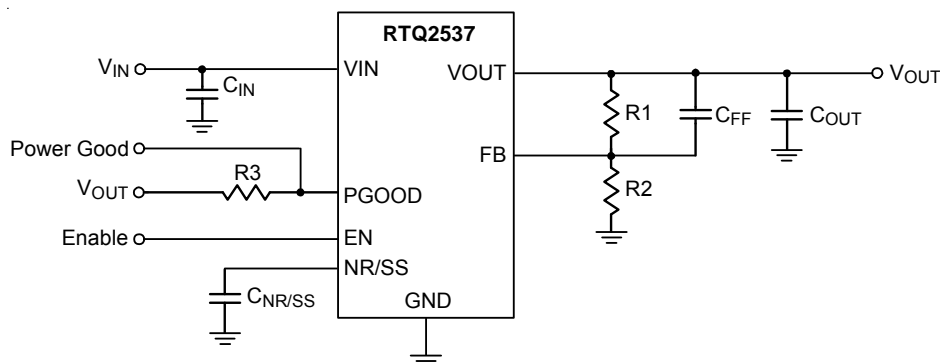 RTQ2537
VIN
CIN
VIN
VOUT
VOUT
R1
CFF
COUT
Power Good
FB
R3
R2
VOUT
PGOOD
Enable
EN
NR/SS
CNR/SS
GND